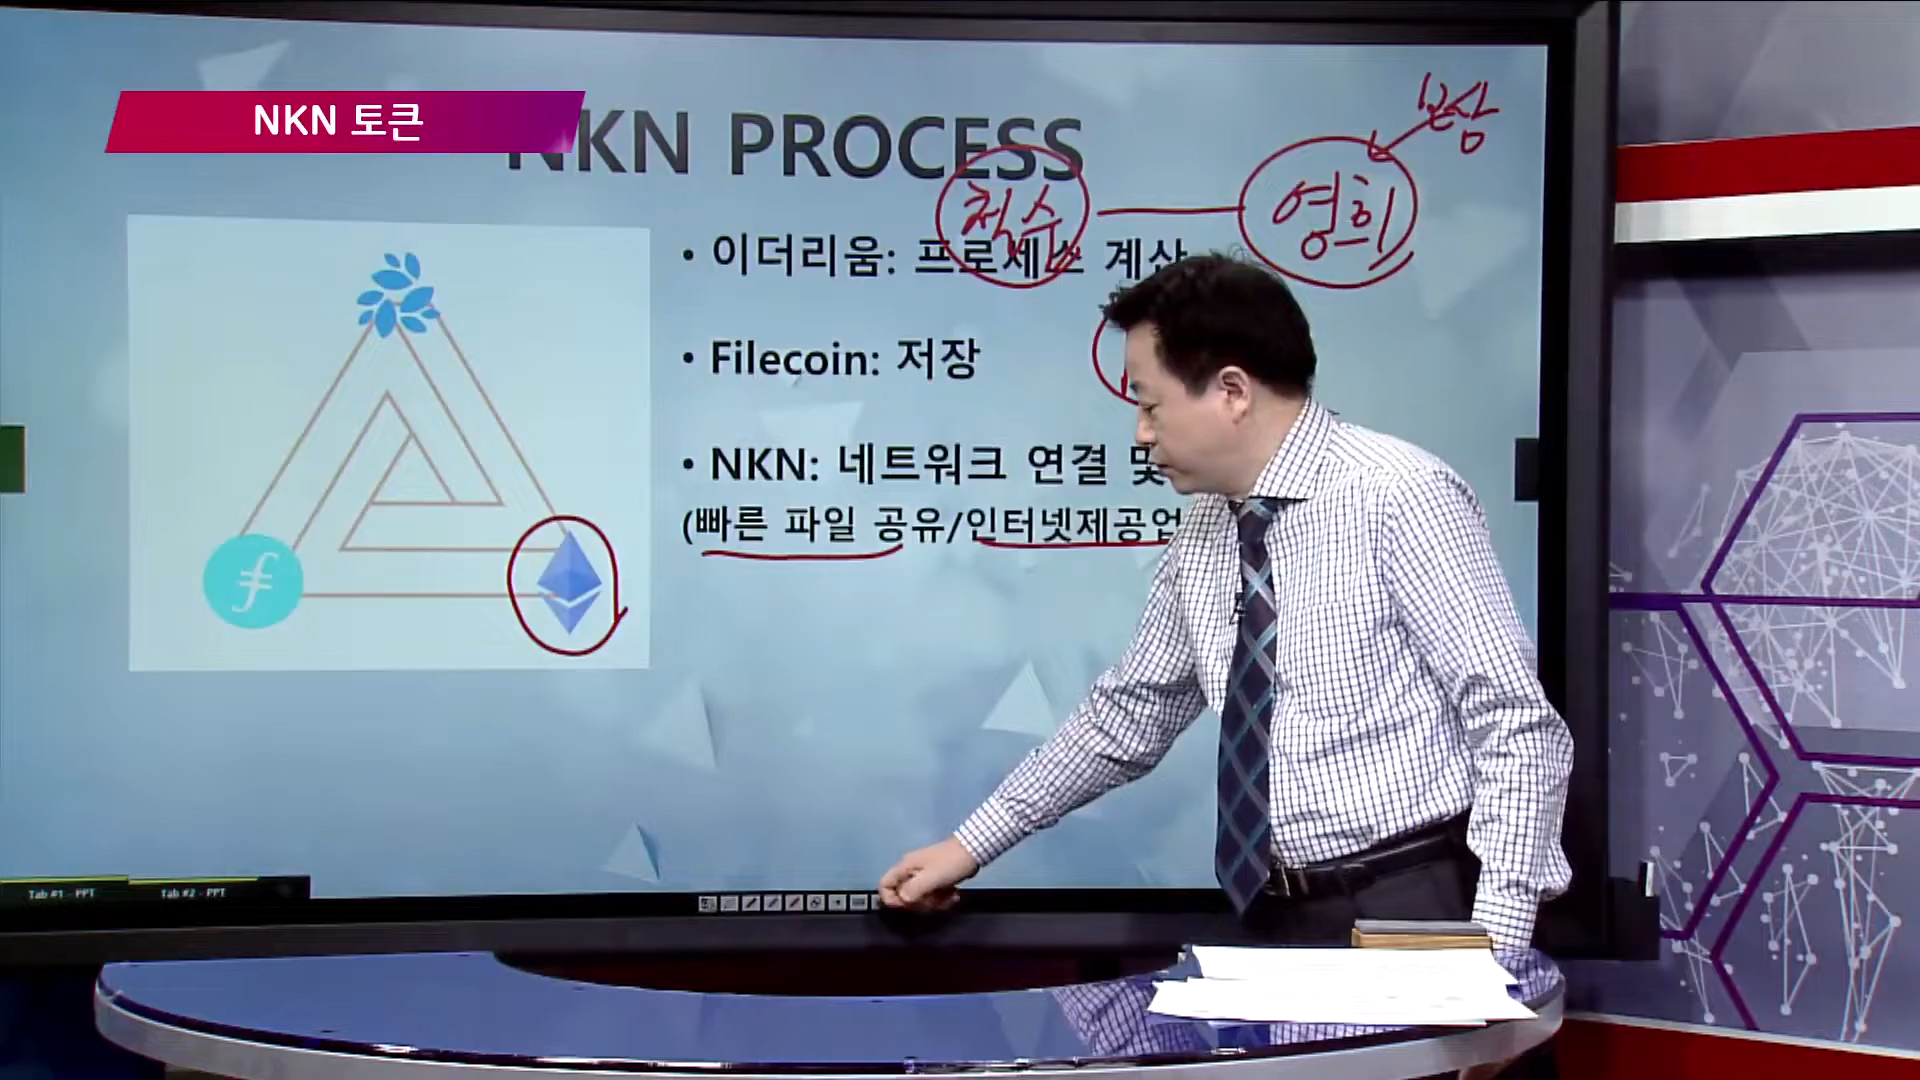 NKN 토큰
NKN PROCESS
보상
철수
영희
• 이더리움: 프로세스 계산
• Filecoin: 저장
• NKN: 네트워크 연결 및
(빠른 파일 공유/인터넷제공업
Tab #1 - PPT
Tab #2 - PPT